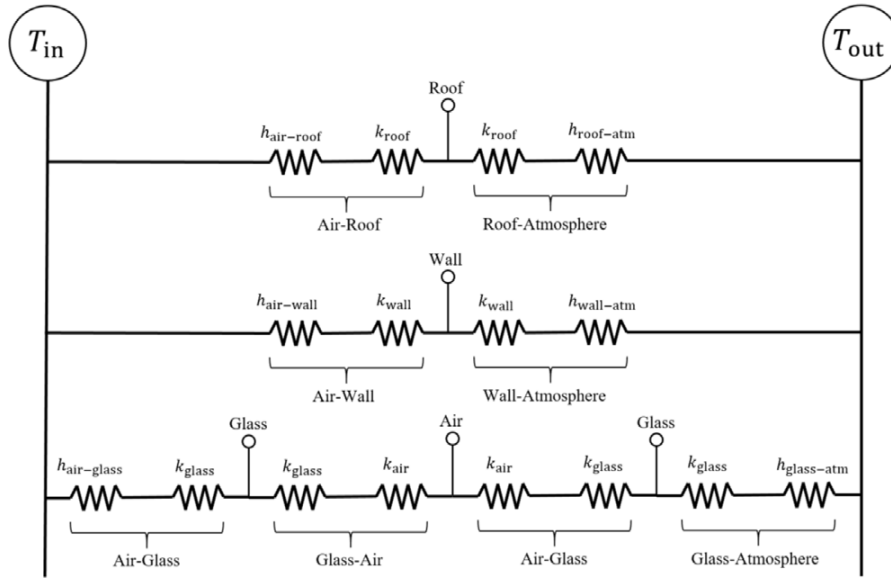 T_in T_out
Roof
h_air−roof k_roof k_roof h_roof−atm
Air-Roof Roof-Atmosphere
Wall
h_air−wall k_wall k_wall h_wall−atm
Air-Wall Wall-Atmosphere
Glass Air Glass
h_air−glass k_glass k_glass k_air k_air k_glass k_glass h_glass−atm
Air-Glass Glass-Air Air-Glass Glass-Atmosphere